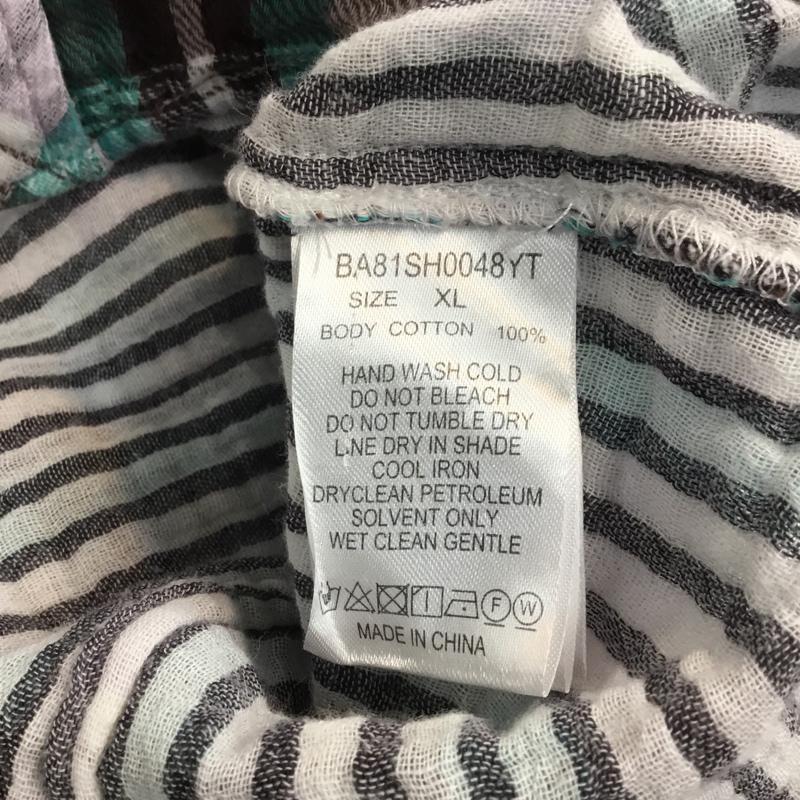 BA81SH0048YT
SIZE XL
BODY COTTON 100%
HAND WASH COLD
DO NOT BLEACH
DO NOT TUMBLE DRY
LINE DRY IN SHADE
COOL IRON
DRYCLEAN PETROLEUM
SOLVENT ONLY
WET CLEAN GENTLE
F W
MADE IN CHINA